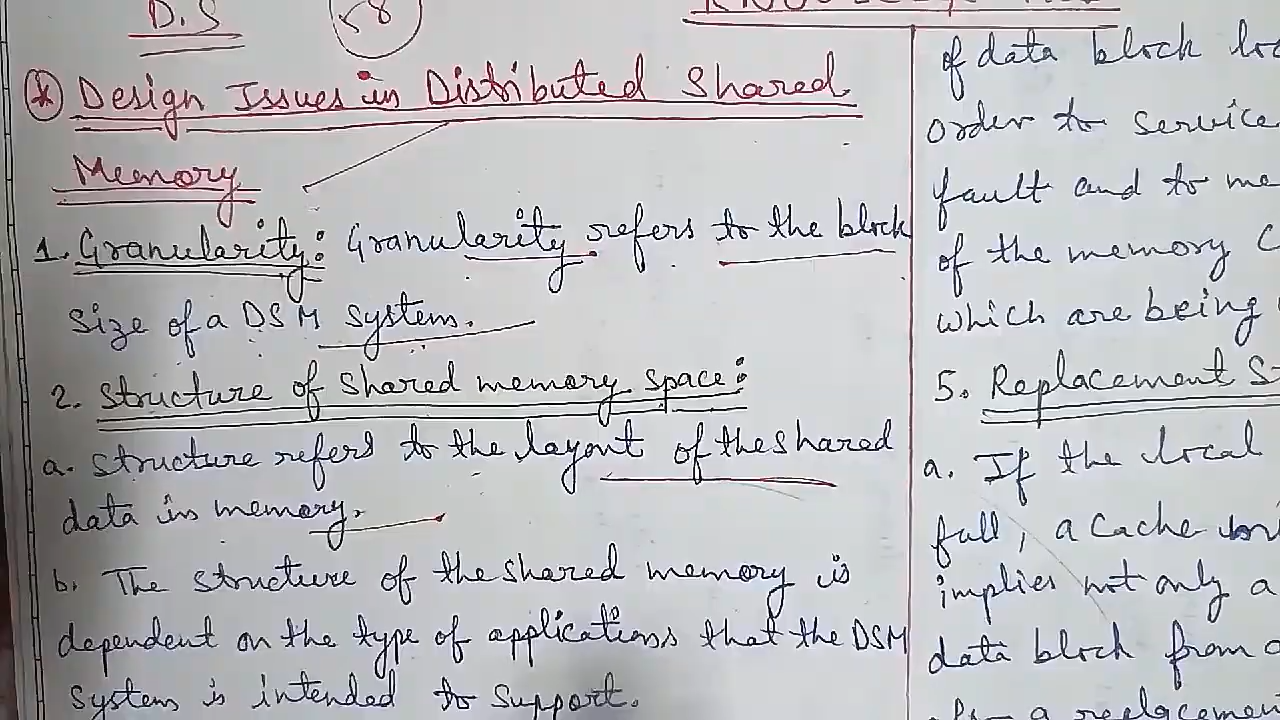 D.S
58
Design Issues in Distributed Shared
Memory
1. Granularity: Granularity refers to the block
size of a DSM system.
2. Structure of shared memory space:
a. structure refers to the layout of the shared
data in memory.
b. The structure of the shared memory is
dependent on the type of applications that the DSM
system is intended to support.
of data block
order to service
fault and to
of the memory
which are being
5. Replacement
a. If the local
full, a cache
implies not only a
data block from
a replacement